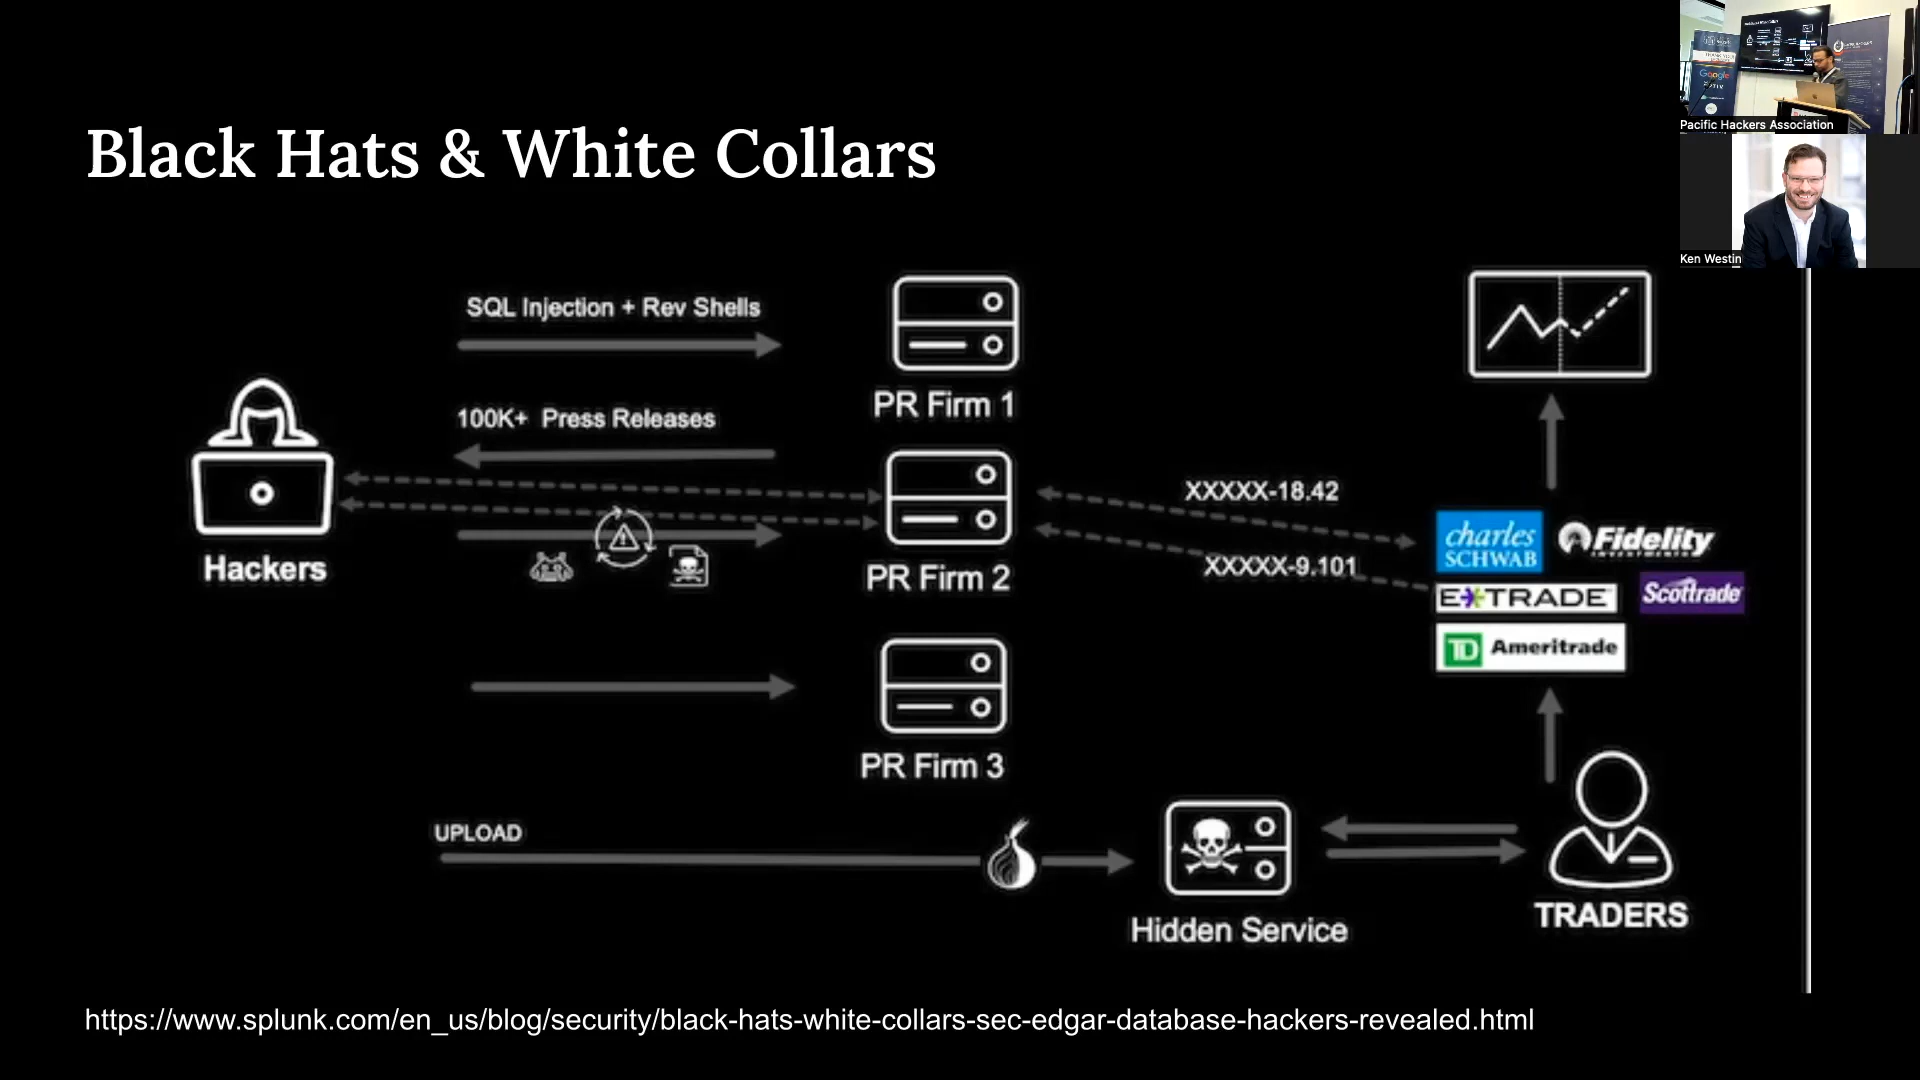 Black Hats & White Collars
Google
Pacific Hackers Association
Ken Westin
SQL Injection + Rev Shells
PR Firm 1
100K+ Press Releases
Hackers
PR Firm 2
XXXXX-18.42
XXXXX-9.101
charles
SCHWAB
Fidelity
INVESTMENTS
E*TRADE
Scottrade
TD Ameritrade
PR Firm 3
UPLOAD
Hidden Service
TRADERS
https://www.splunk.com/en_us/blog/security/black-hats-white-collars-sec-edgar-database-hackers-revealed.html